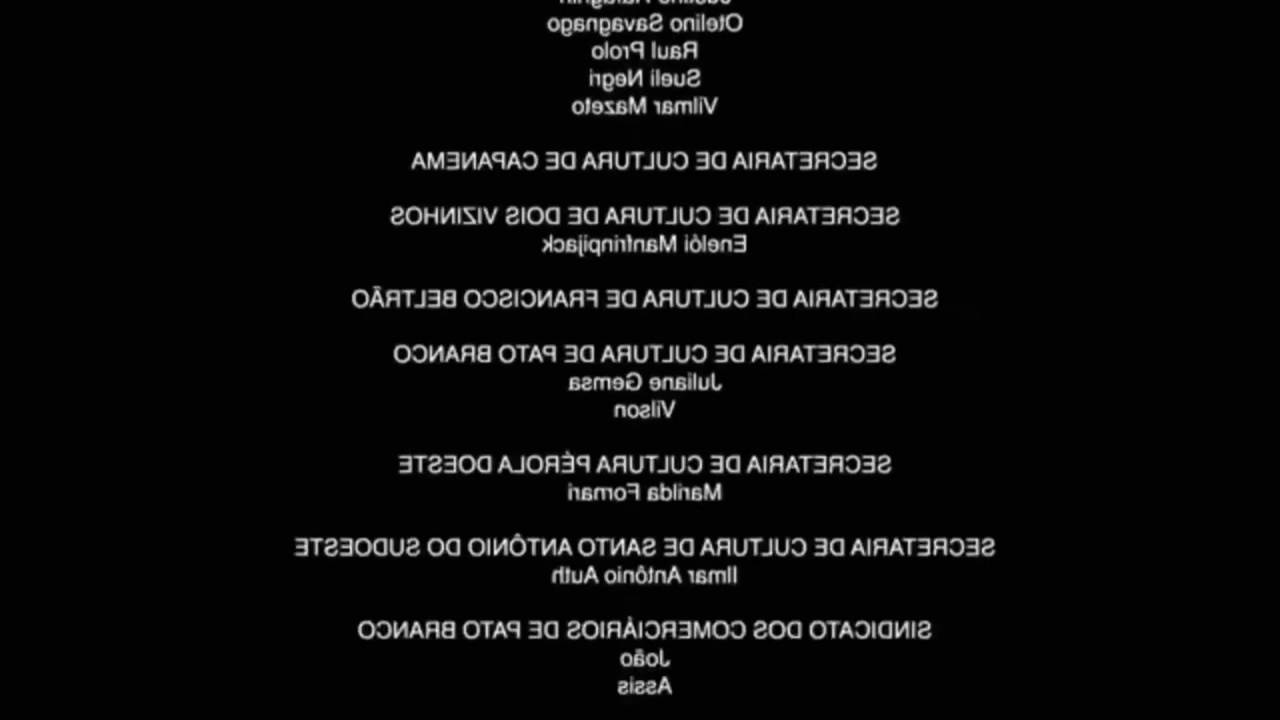 Otelino Savagnago
Raul Prolo
Sueli Negri
Vilmar Mazeto
SECRETARIA DE CULTURA DE CAPANEMA
SECRETARIA DE CULTURA DE DOIS VIZINHOS
Enelói Manfrinpijack
SECRETARIA DE CULTURA DE FRANCISCO BELTRÃO
SECRETARIA DE CULTURA DE PATO BRANCO
Juliane Gemsa
Vilson
SECRETARIA DE CULTURA PÉROLA DOESTE
Marilda Fornari
SECRETARIA DE CULTURA DE SANTO ANTÔNIO DO SUDOESTE
Ilmar Antônio Auth
SINDICATO DOS COMERCIÁRIOS DE PATO BRANCO
João
Assis